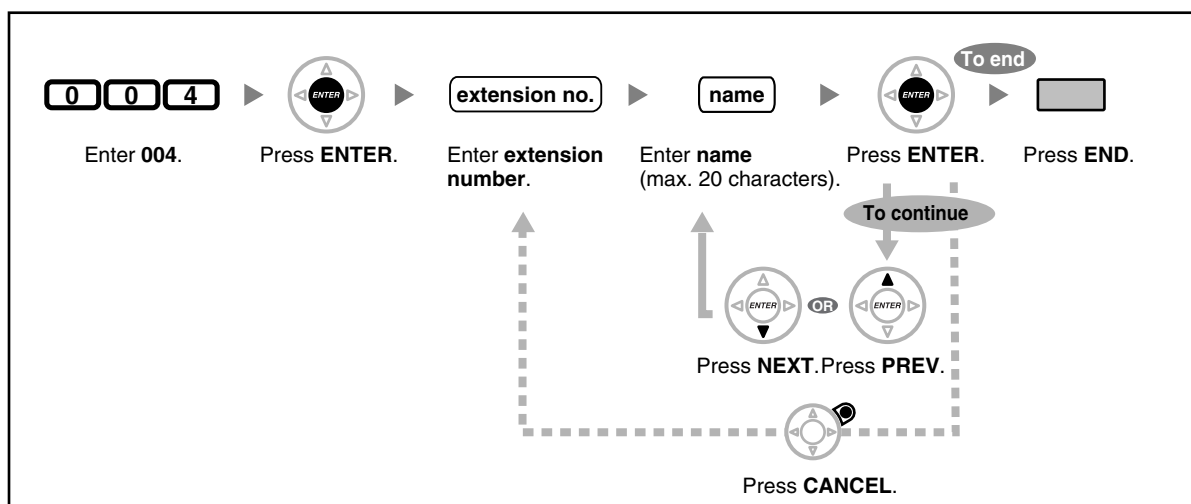 To end
0 0 4
ENTER
extension no.
name
ENTER
Enter 004.
Press ENTER.
Enter extension
number.
Enter name
(max. 20 characters).
Press ENTER.
Press END.
To continue
ENTER
OR
ENTER
Press NEXT.
Press PREV.
Press CANCEL.